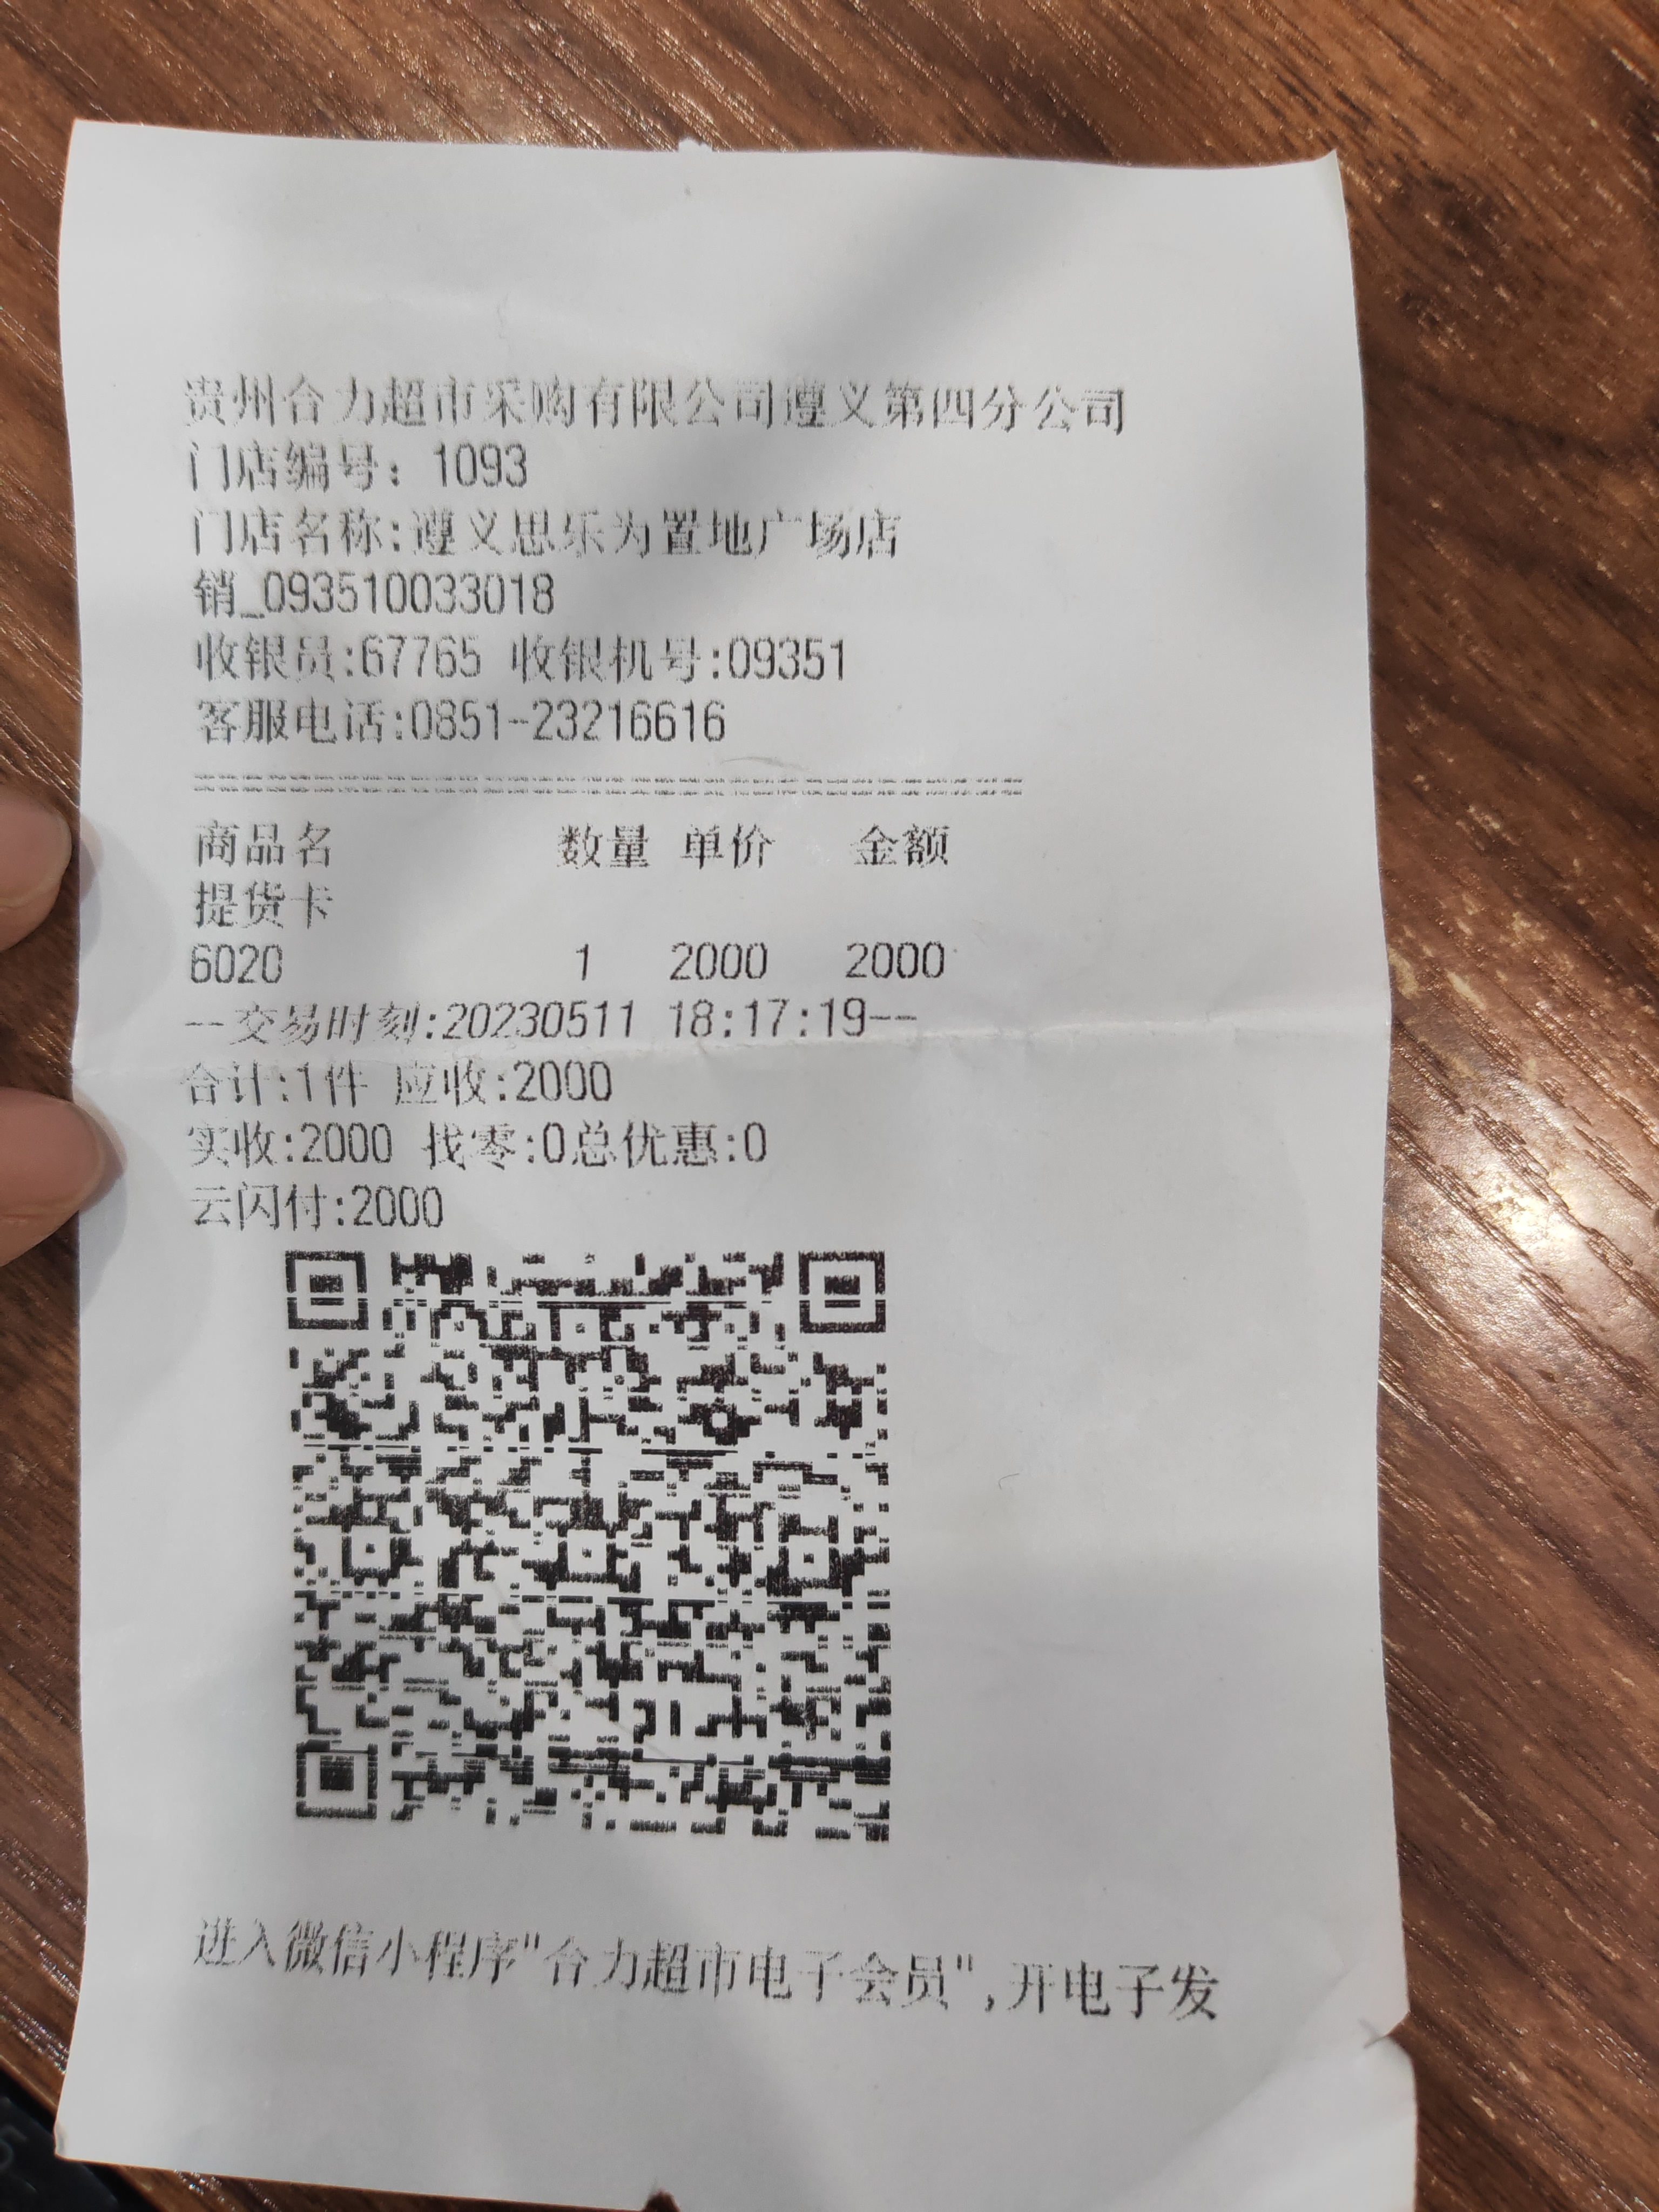 贵州合力超市采购有限公司遵义第四分公司
门店编号：1093
门店名称:遵义思乐为置地广场店
销_093510033018
收银员:67765 收银机号:09351
客服电话:0851-23216616
商品名 数量 单价 金额
提货卡
6020 1 2000 2000
--交易时刻:20230511 18:17:19--
合计:1件 应收:2000
实收:2000 找零:0总优惠:0
云闪付:2000
进入微信小程序"合力超市电子会员",开电子发